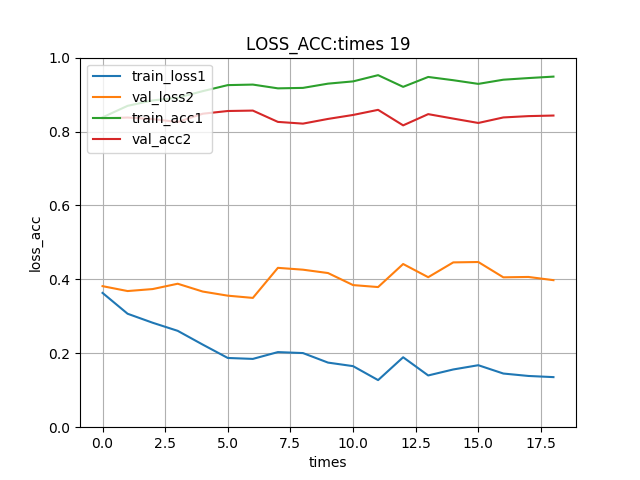 LOSS_ACC:times 19
1.0
0.8
0.6
0.4
0.2
0.0
loss_acc
train_loss1
val_loss2
train_acc1
val_acc2
0.0 2.5 5.0 7.5 10.0 12.5 15.0 17.5
times